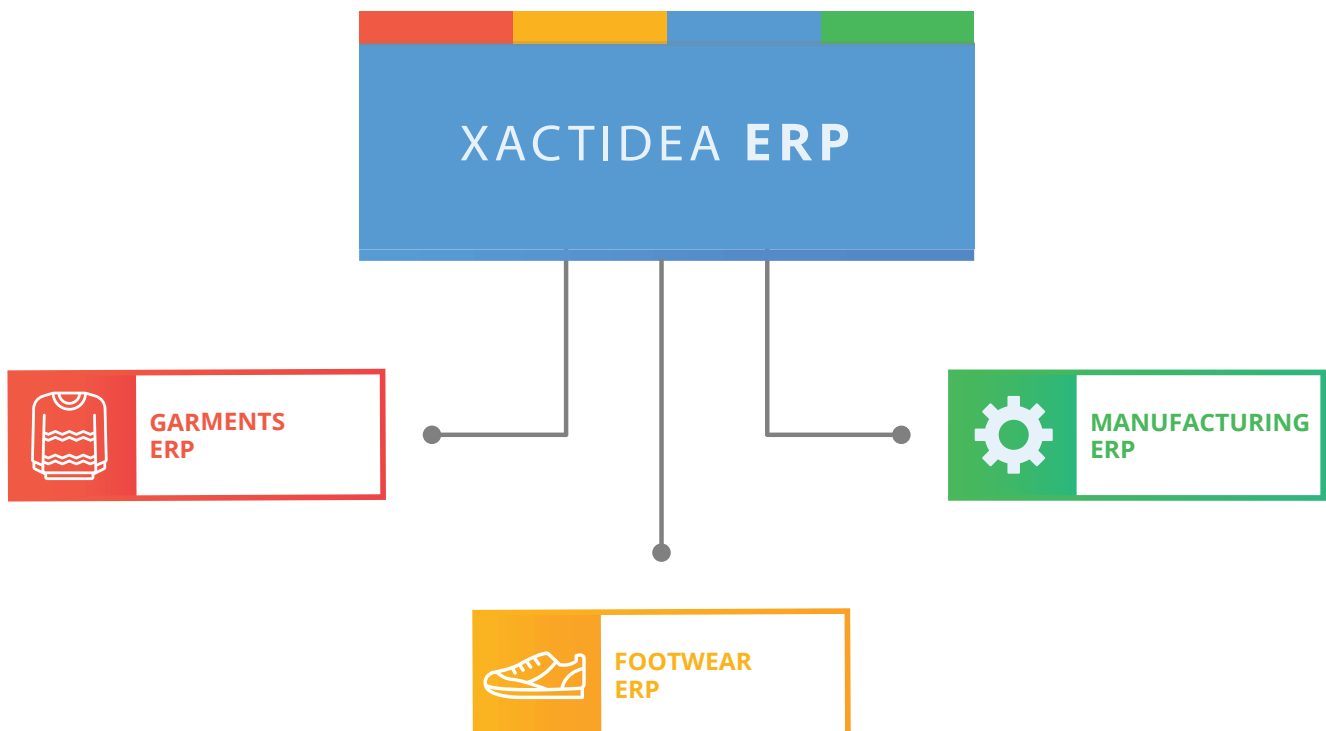 XACTIDEA ERP
GARMENTS
ERP
MANUFACTURING
ERP
FOOTWEAR
ERP